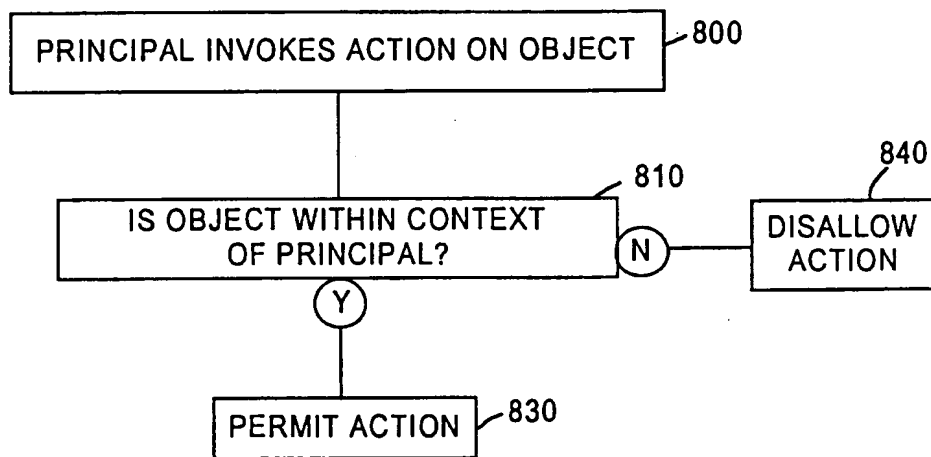 PRINCIPAL INVOKES ACTION ON OBJECT
800
810
IS OBJECT WITHIN CONTEXT
OF PRINCIPAL?
N
840
DISALLOW
ACTION
Y
PERMIT ACTION
830